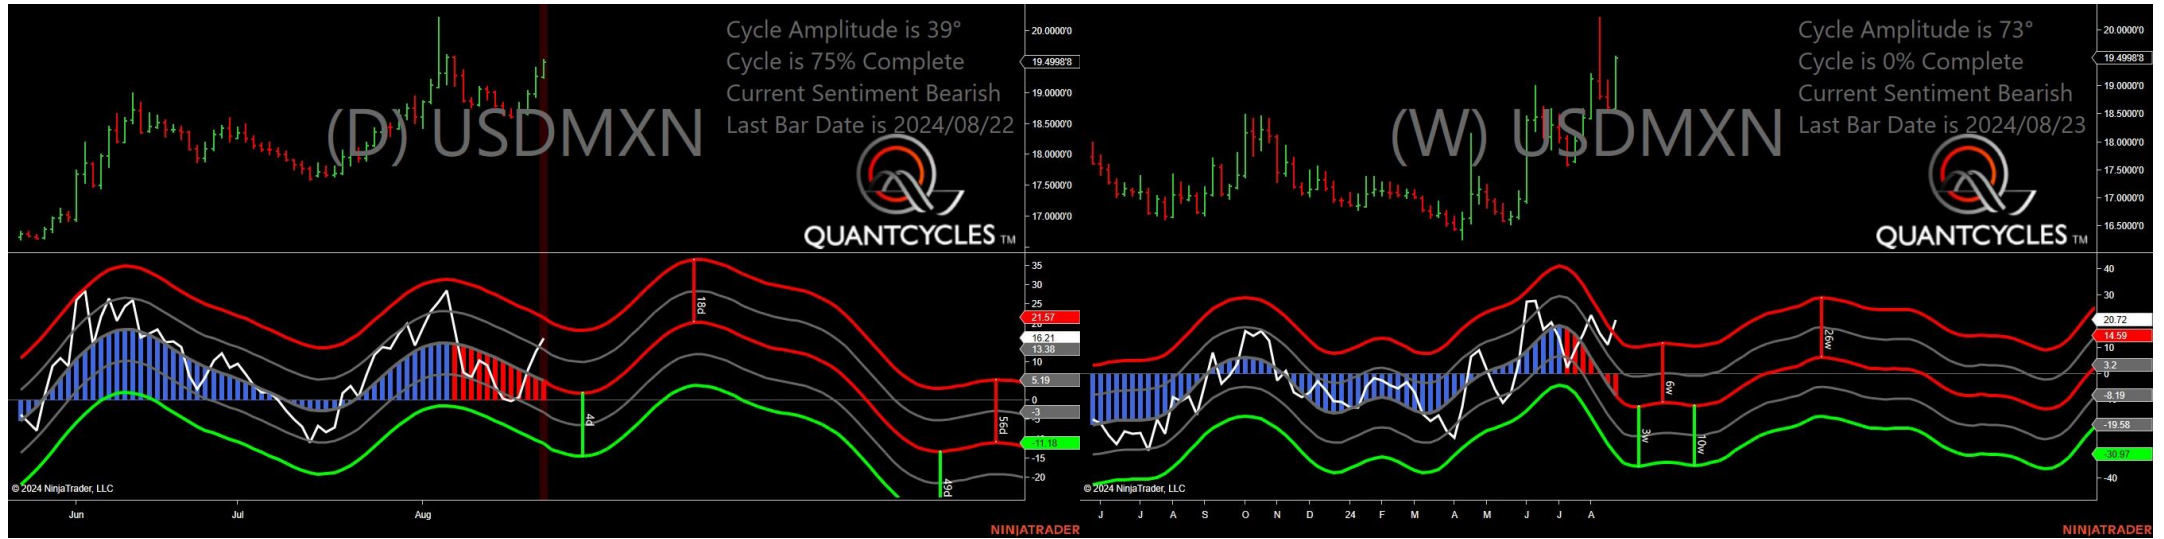 Cycle Amplitude is 39°
Cycle is 75% Complete
Current Sentiment Bearish
Last Bar Date is 2024/08/22
(D) USDMXN
QUANTCYCLES TM
20.0000'0
19.4998'8
19.0000'0
18.5000'0
18.0000'0
17.5000'0
17.0000'0
35
30
25
21.57
16.21
13.38
5.19
0
-3
-11.18
-15
-20
4d
18d
49d
56d
© 2024 NinjaTrader, LLC
Jun Jul Aug
NINJATRADER
Cycle Amplitude is 73°
Cycle is 0% Complete
Current Sentiment Bearish
Last Bar Date is 2024/08/23
(W) USDMXN
QUANTCYCLES TM
20.0000'0
19.4998'8
19.0000'0
18.5000'0
18.0000'0
17.5000'0
17.0000'0
16.5000'0
40
30
20.72
14.59
10
3.2
0
-8.19
-19.58
-30.97
-40
3w
6w
10w
26w
© 2024 NinjaTrader, LLC
J J A S O N D 24 F M A M J J A
NINJATRADER